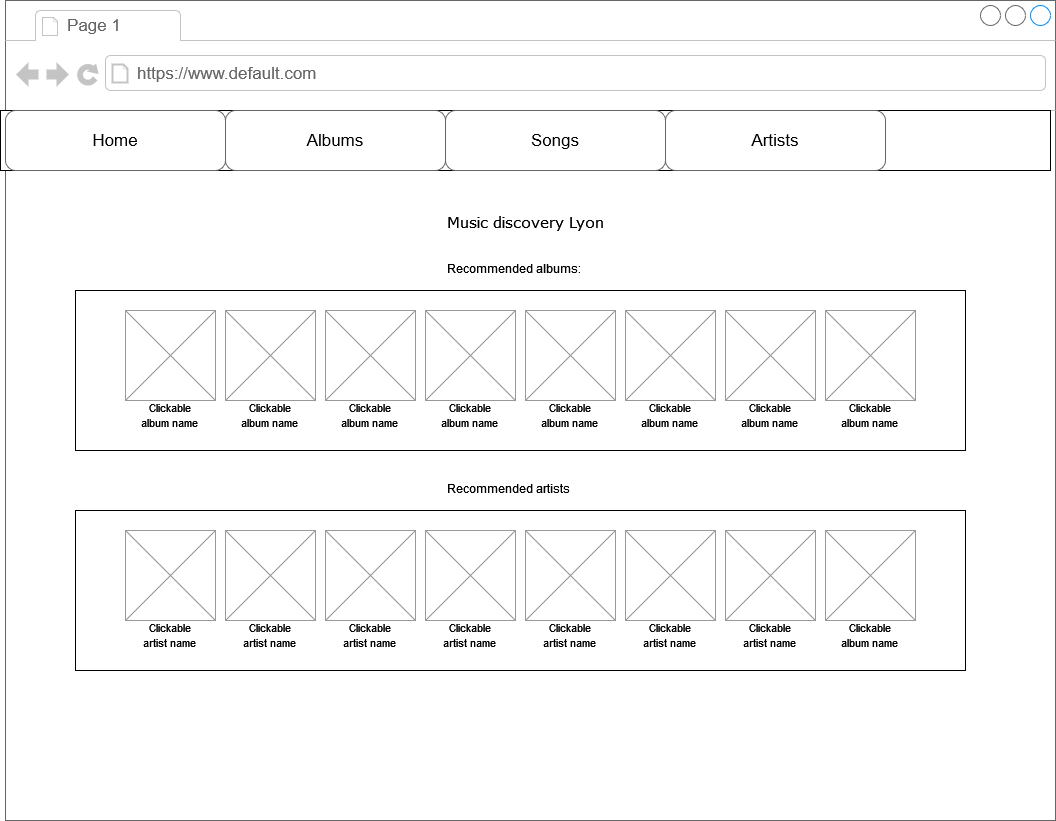 Page 1
https://www.default.com
Home Albums Songs Artists
Music discovery Lyon
Recommended albums:
Clickable Clickable Clickable Clickable Clickable Clickable Clickable Clickable
album name album name album name album name album name album name album name album name
Recommended artists
Clickable Clickable Clickable Clickable Clickable Clickable Clickable Clickable
artist name artist name artist name artist name artist name artist name artist name album name